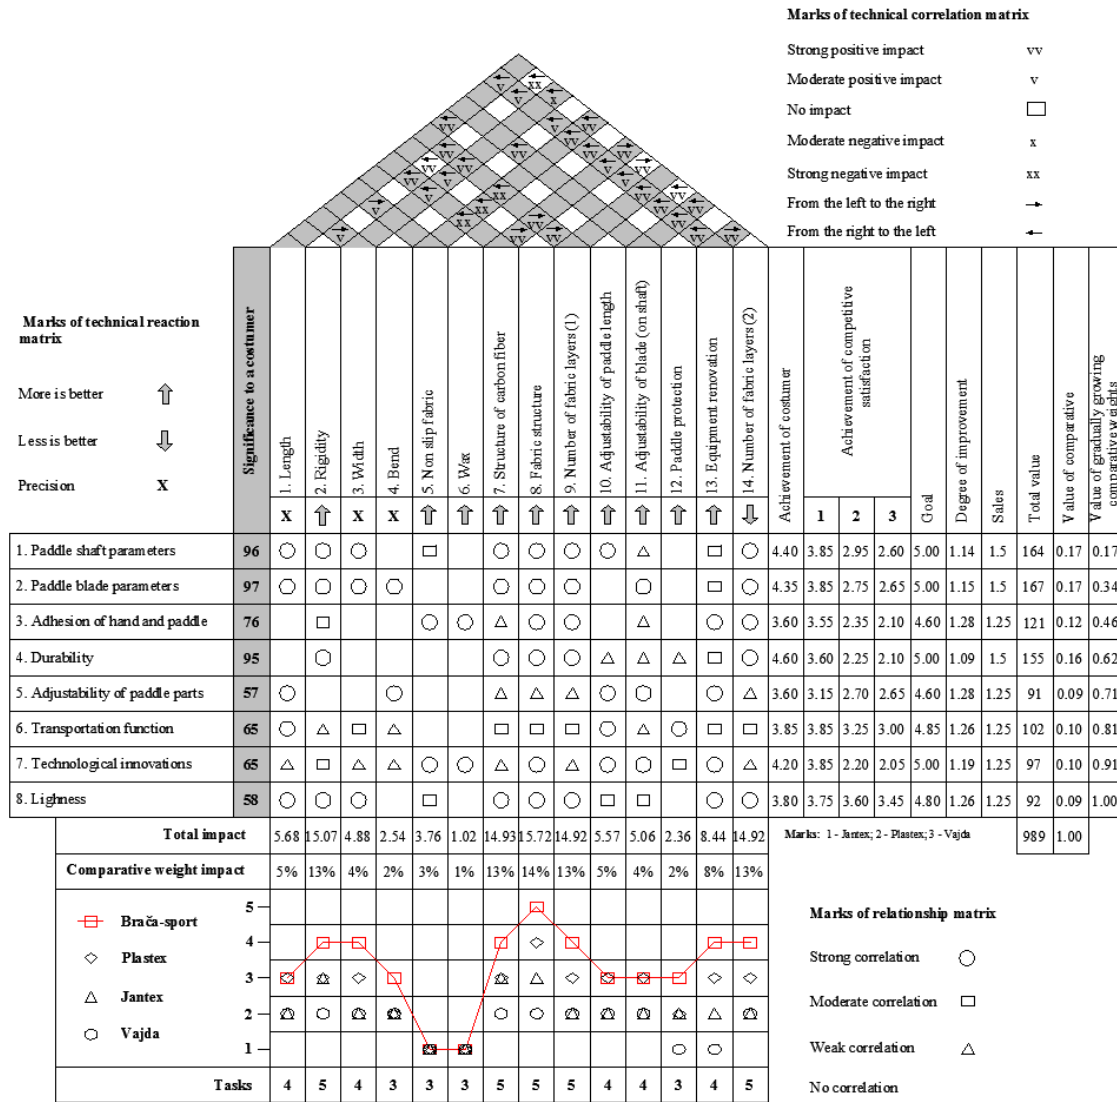 Marks of technical correlation matrix
Strong positive impact vv
Moderate positive impact v
No impact
Moderate negative impact x
Strong negative impact xx
From the left to the right
From the right to the left
Marks of technical reaction
matrix
More is better
Less is better
Precision X
Significance to a costumer
1. Length
2. Rigidity
3. Width
4. Bend
5. Non slip fabric
6. Wax
7. Structure of carbon fiber
8. Fabric structure
9. Number of fabric layers (1)
10. Adjustability of paddle length
11. Adjustability of blade (on shaft)
12. Paddle protection
13. Equipment renovation
14. Number of fabric layers (2)
Achievement of costumer
Achievement of competitive
satisfaction
Goal
Degree of improvement
Sales
Total value
Value of comparative
Value of gradually growing
comparative weights
X X X 1 2 3
1. Paddle shaft parameters 96 4.40 3.85 2.95 2.60 5.00 1.14 1.5 164 0.17 0.17
2. Paddle blade parameters 97 4.35 3.85 2.75 2.65 5.00 1.15 1.5 167 0.17 0.34
3. Adhesion of hand and paddle 76 3.60 3.55 2.35 2.10 4.60 1.28 1.25 121 0.12 0.46
4. Durability 95 4.60 3.60 2.25 2.10 5.00 1.09 1.5 155 0.16 0.62
5. Adjustability of paddle parts 57 3.60 3.15 2.70 2.65 4.60 1.28 1.25 91 0.09 0.71
6. Transportation function 65 3.85 3.85 3.25 3.00 4.85 1.26 1.25 102 0.10 0.81
7. Technological innovations 65 4.20 3.85 2.20 2.05 5.00 1.19 1.25 97 0.10 0.91
8. Lighness 58 3.80 3.75 3.60 3.45 4.80 1.26 1.25 92 0.09 1.00
Total impact 5.68 15.07 4.88 2.54 3.76 1.02 14.93 15.72 14.92 5.57 5.06 2.36 8.44 14.92 Marks: 1 - Jantex; 2 - Plastex; 3 - Vajda 989 1.00
Comparative weight impact 5% 13% 4% 2% 3% 1% 13% 14% 13% 5% 4% 2% 8% 13%
5
4
3
2
1
Brača-sport
Plastex
Jantex
Vajda
Marks of relationship matrix
Strong correlation
Moderate correlation
Weak correlation
No correlation
Tasks 4 5 4 3 3 3 5 5 5 4 4 3 4 5